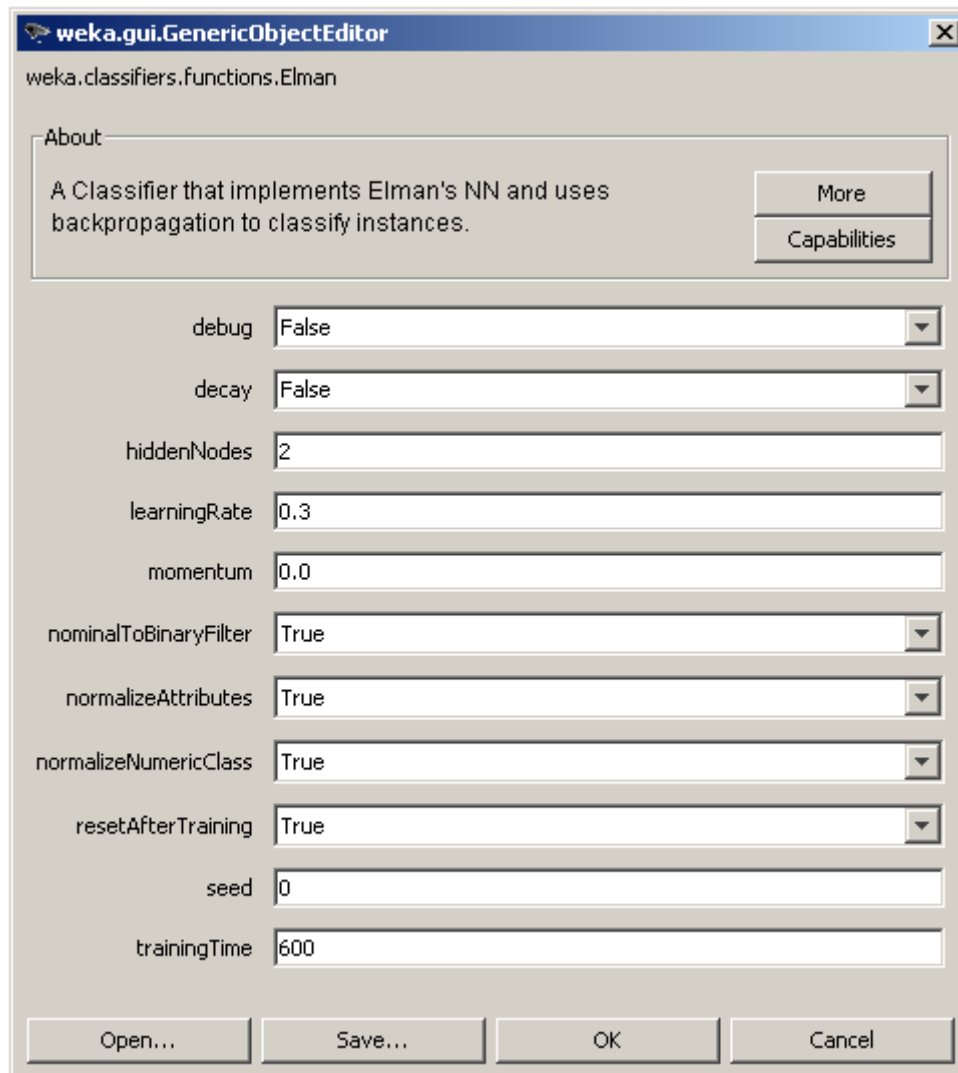 weka.gui.GenericObjectEditor
weka.classifiers.functions.Elman
About
A Classifier that implements Elman's NN and uses
backpropagation to classify instances.
More
Capabilities
debug False
decay False
hiddenNodes 2
learningRate 0.3
momentum 0.0
nominalToBinaryFilter True
normalizeAttributes True
normalizeNumericClass True
resetAfterTraining True
seed 0
trainingTime 600
Open... Save... OK Cancel